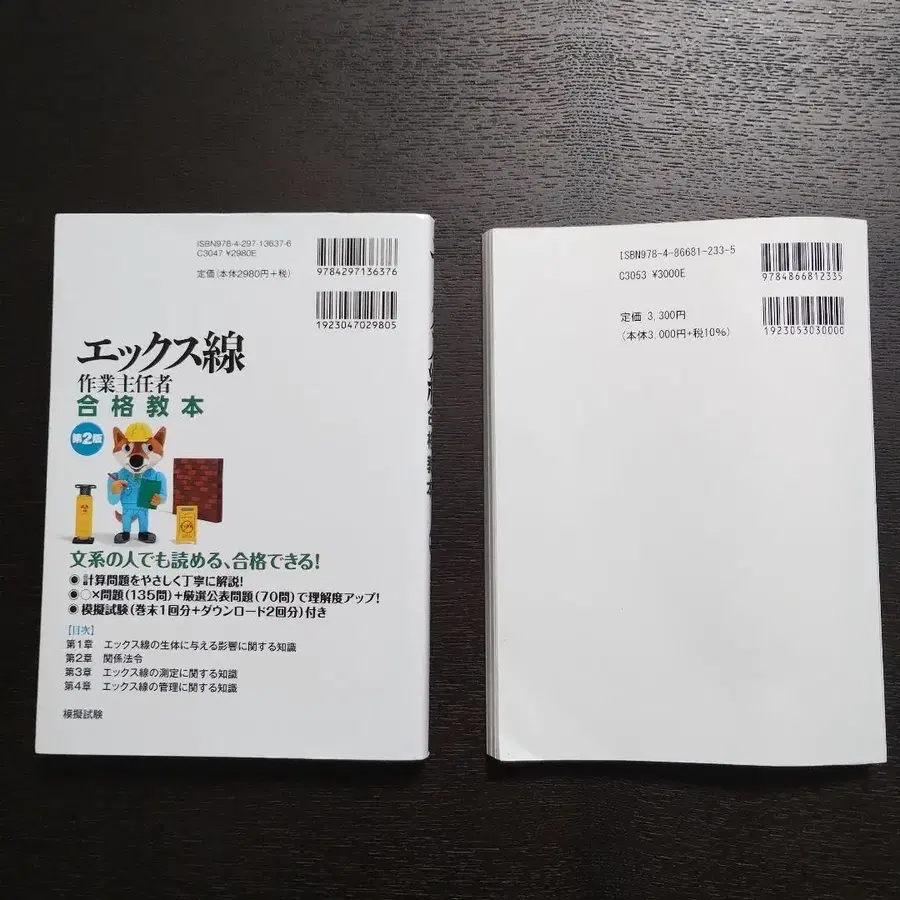 ISBN978-4-297-13637-6
C3047 ¥2980E
定価(本体2980円+税)
9784297136376
1923047029805
エックス線
作業主任者
合格教本
第2版
文系の人でも読める、合格できる!
●計算問題をやさしく丁寧に解説!
●○×問題(135問)+厳選公表問題(70問)で理解度アップ!
●模擬試験(巻末1回分+ダウンロード2回分)付き
【目次】
第1章 エックス線の生体に与える影響に関する知識
第2章 関係法令
第3章 エックス線の測定に関する知識
第4章 エックス線の管理に関する知識
模擬試験
ISBN978-4-86681-233-5
C3053 ¥3000E
定価 3,300円
(本体3,000円+税10%)
9784866812335
1923053030000